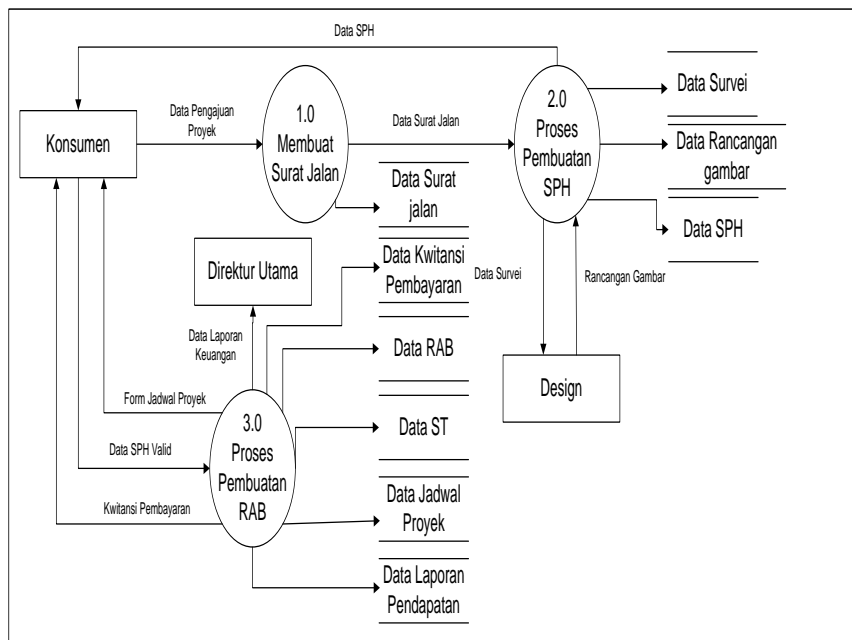 Data SPH
Konsumen
Data Pengajuan
Proyek
1.0
Membuat
Surat Jalan
Data Surat Jalan
2.0
Proses
Pembuatan
SPH
Data Survei
Data Rancangan
gambar
Data SPH
Data Surat
jalan
Direktur Utama
Data Kwitansi
Pembayaran
Data Survei
Rancangan Gambar
Data Laporan
Keuangan
Data RAB
Design
Form Jadwal Proyek
3.0
Proses
Pembuatan
RAB
Data ST
Data SPH Valid
Kwitansi Pembayaran
Data Jadwal
Proyek
Data Laporan
Pendapatan